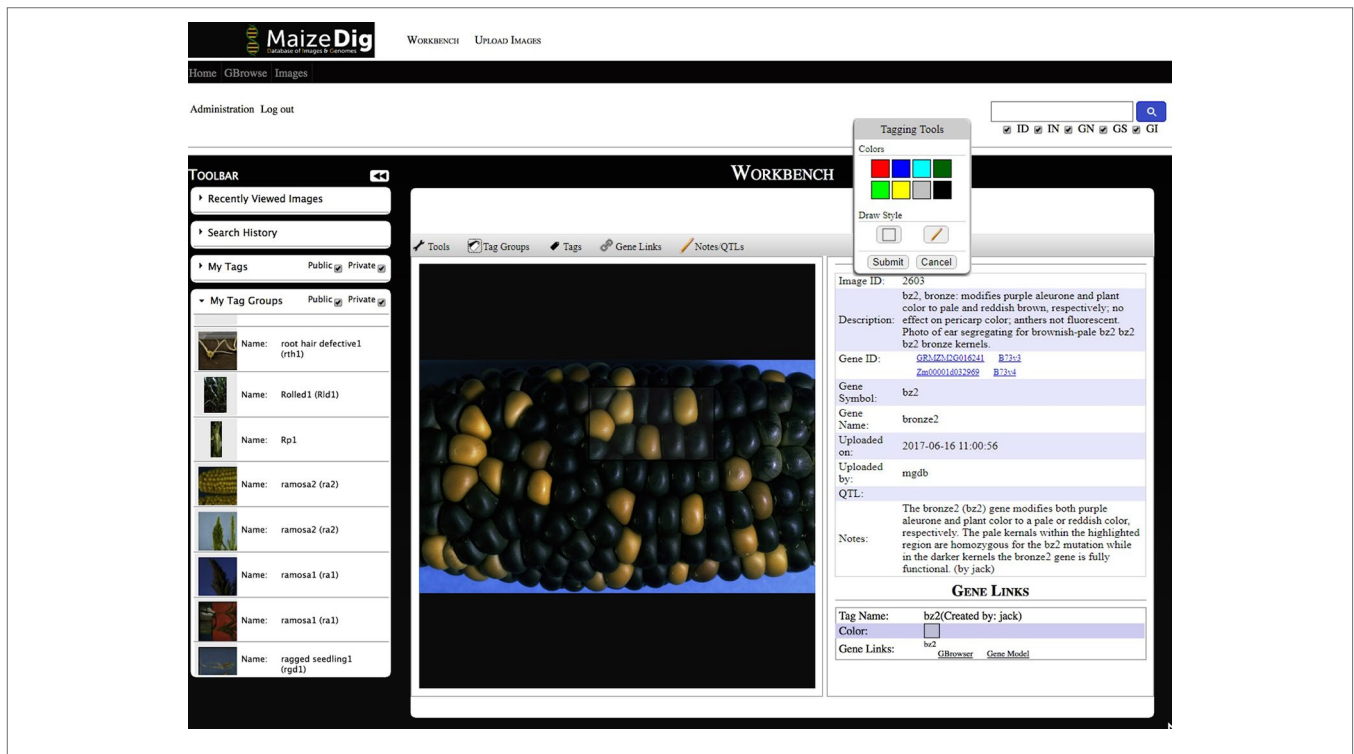 MaizeDig
Database of Images & Genomes
WORKBENCH UPLOAD IMAGES
Home GBrowse Images
Administration Log out
ID IN GN GS GI
Tagging Tools
Colors
Draw Style
Submit Cancel
TOOLBAR
Recently Viewed Images
Search History
My Tags Public Private
My Tag Groups Public Private
Name: root hair defective1
(rth1)
Name: Rolled1 (Rld1)
Name: Rp1
Name: ramosa2 (ra2)
Name: ramosa2 (ra2)
Name: ramosa1 (ra1)
Name: ramosa1 (ra1)
Name: ragged seedling1
(rgd1)
WORKBENCH
Tools Tag Groups Tags Gene Links Notes/QTLs
Image ID: 2603
Description: bz2, bronze: modifies purple aleurone and plant
color to pale and reddish brown, respectively; no
effect on pericarp color; anthers not fluorescent.
Photo of ear segregating for brownish-pale bz2 bz2
bz2 bronze kernels.
Gene ID: GRMZM2G016241 B73v3
Zm00001d032969 B73v4
Gene
Symbol: bz2
Gene
Name: bronze2
Uploaded
on: 2017-06-16 11:00:56
Uploaded
by: mgdb
QTL:
Notes: The bronze2 (bz2) gene modifies both purple
aleurone and plant color to a pale or reddish color,
respectively. The pale kernals within the highlighted
region are homozygous for the bz2 mutation while
in the darker kernels the bronze2 gene is fully
functional. (by jack)
GENE LINKS
Tag Name: bz2(Created by: jack)
Color:
Gene Links: bz2
GBrowser Gene Model